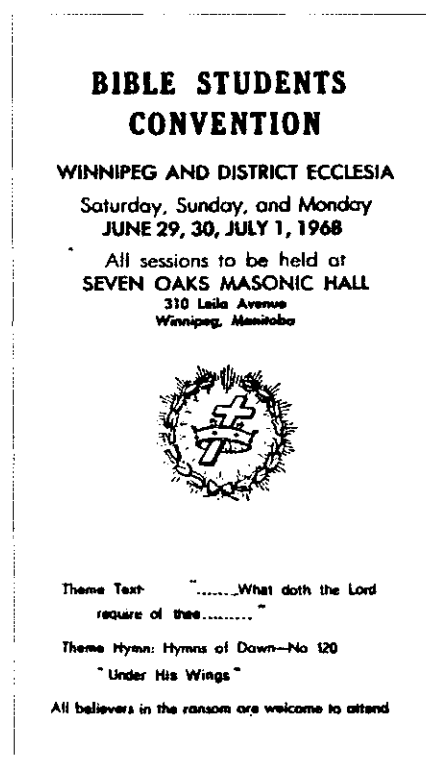 BIBLE STUDENTS
CONVENTION
WINNIPEG AND DISTRICT ECCLESIA
Saturday, Sunday, and Monday
JUNE 29, 30, JULY 1, 1968
All sessions to be held at
SEVEN OAKS MASONIC HALL
310 Leila Avenue
Winnipeg, Manitoba
Theme Text- ".......What doth the Lord
require of thee........."
Theme Hymn: Hymns of Dawn—No 120
"Under His Wings"
All believers in the ransom are welcome to attend